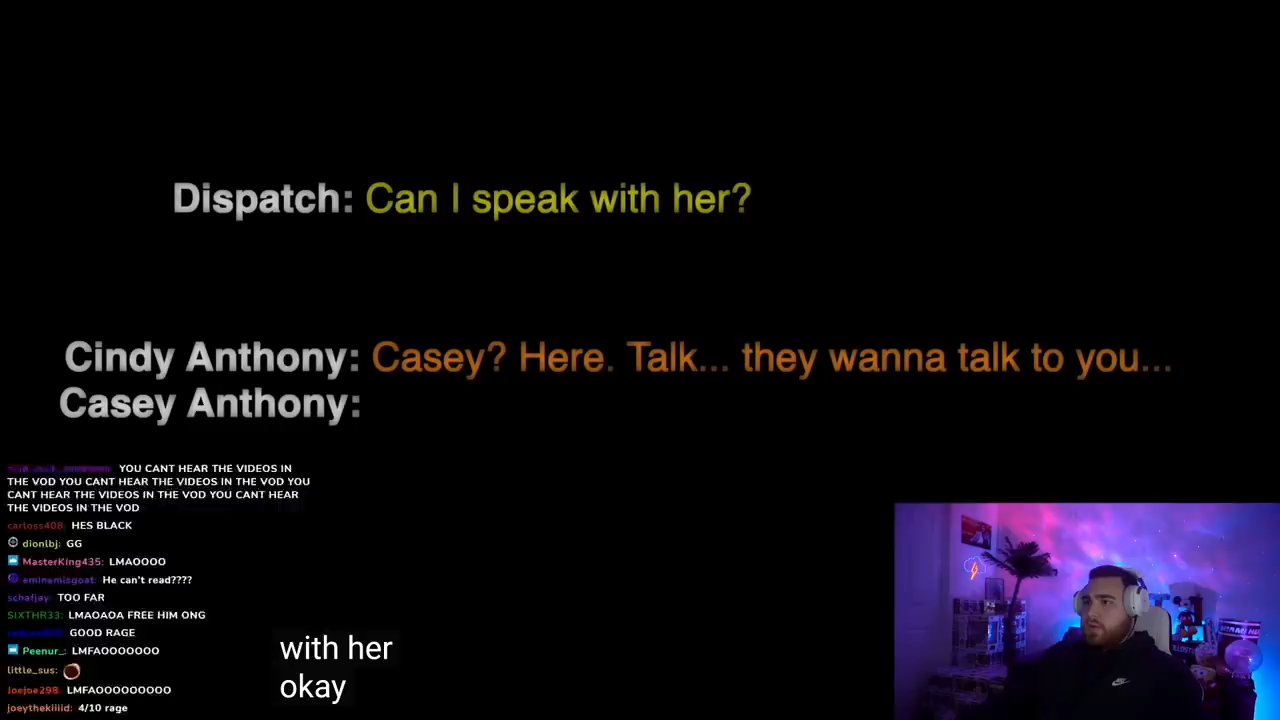 Dispatch: Can I speak with her?
Cindy Anthony: Casey? Here. Talk... they wanna talk to you...
Casey Anthony:
YOU CANT HEAR THE VIDEOS IN
THE VOD YOU CANT HEAR THE VIDEOS IN THE VOD YOU
CANT HEAR THE VIDEOS IN THE VOD YOU CANT HEAR
THE VIDEOS IN THE VOD
carloss408: HES BLACK
dionlbj: GG
MasterKing435: LMAOOOO
eminemisgoat: He can't read????
schafjay: TOO FAR
SIXTHR33: LMAOAOA FREE HIM ONG
GOOD RAGE
Peenur_: LMFAOOOOOOO
little_sus:
Joejoe298: LMFAOOOOOOOOO
joeythekiiiid: 4/10 rage
with her
okay